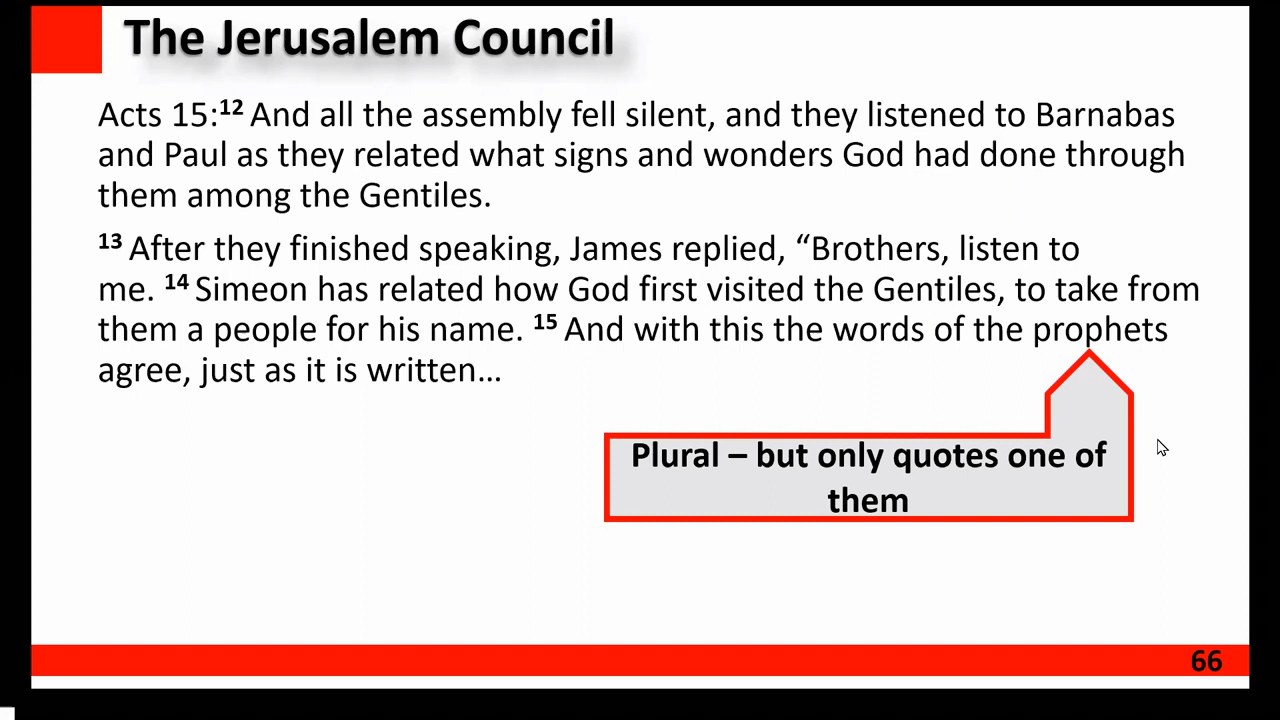 The Jerusalem Council
Acts 15:12 And all the assembly fell silent, and they listened to Barnabas
and Paul as they related what signs and wonders God had done through
them among the Gentiles.
13 After they finished speaking, James replied, “Brothers, listen to
me. 14 Simeon has related how God first visited the Gentiles, to take from
them a people for his name. 15 And with this the words of the prophets
agree, just as it is written…
Plural – but only quotes one of
them
66